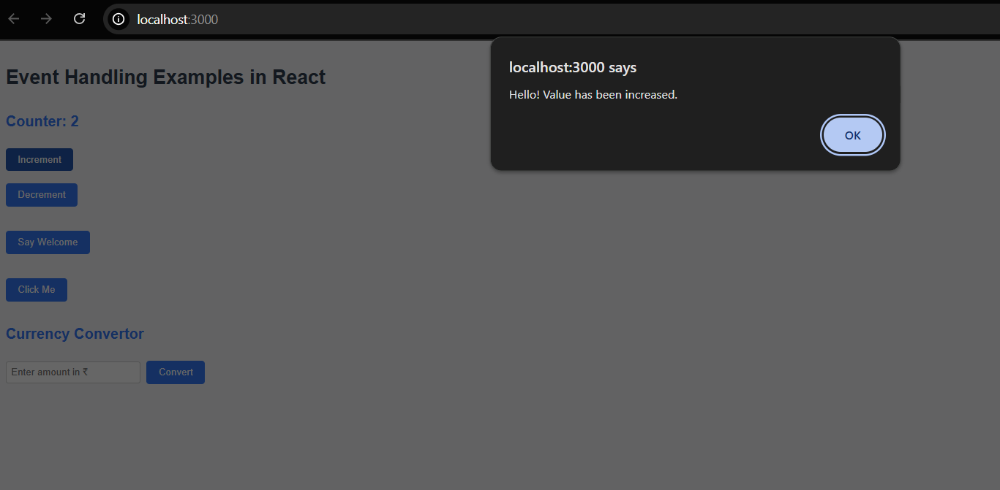 localhost:3000
localhost:3000 says
Hello! Value has been increased.
OK
Event Handling Examples in React
Counter: 2
Increment
Decrement
Say Welcome
Click Me
Currency Convertor
Enter amount in ₹
Convert